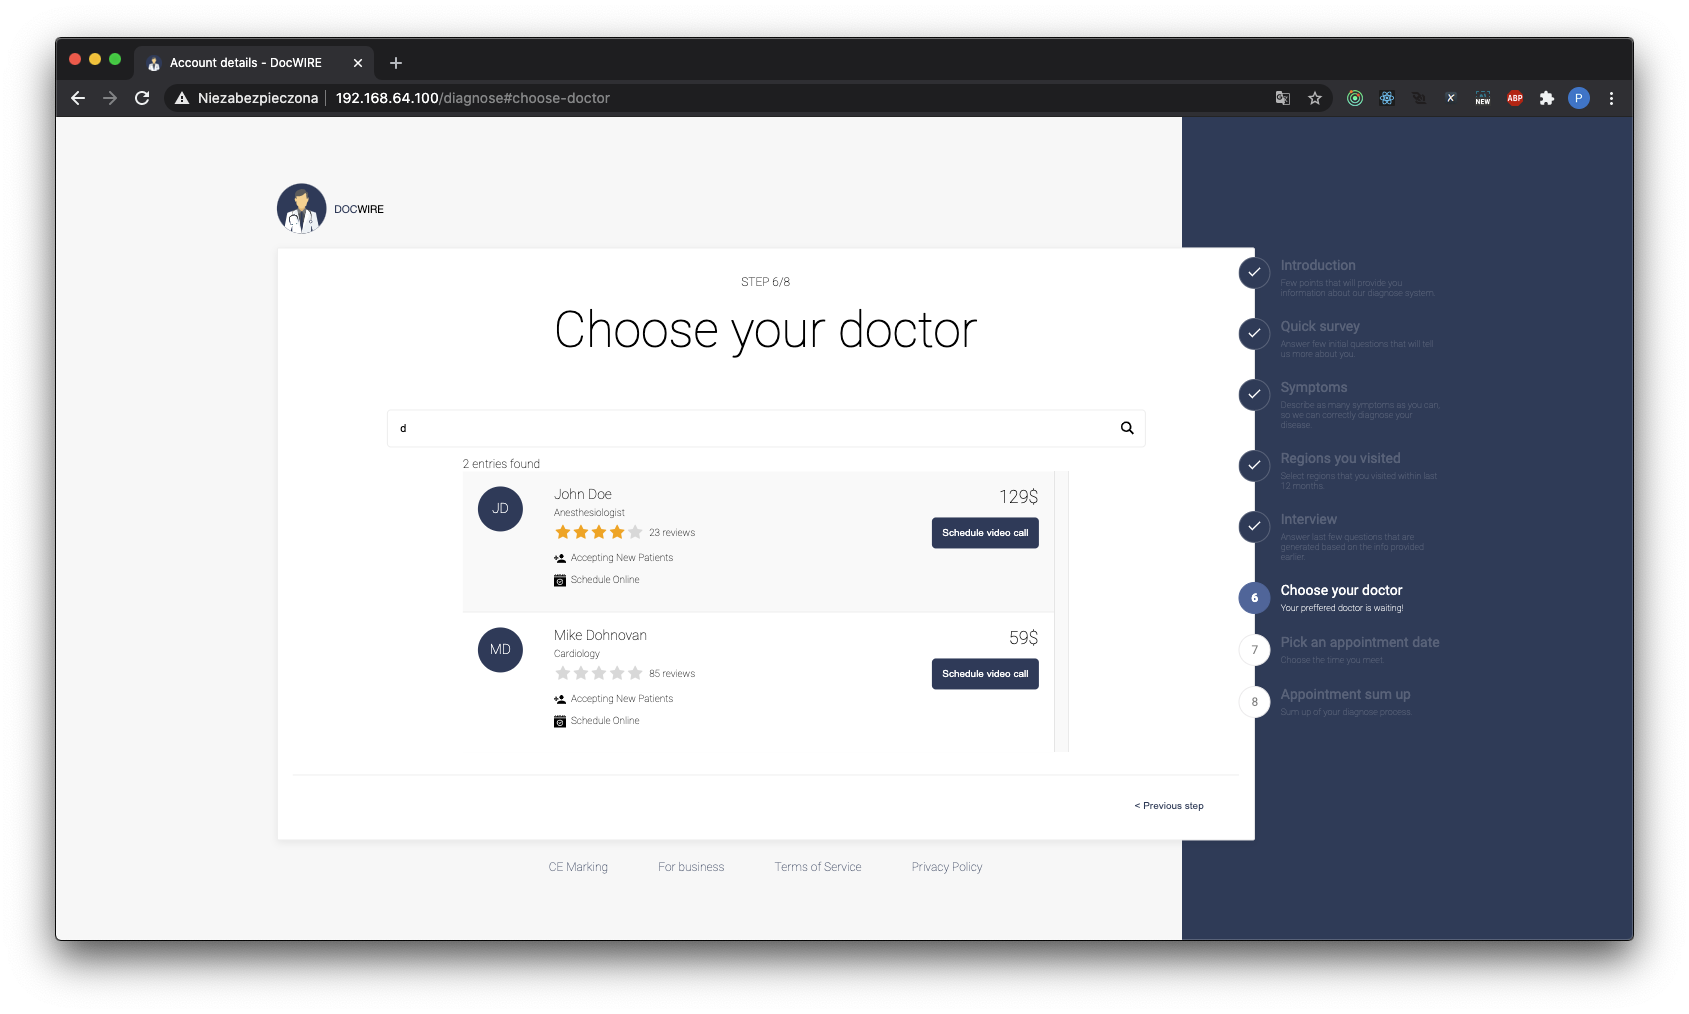 Account details - DocWIRE
Niezabezpieczona
192.168.64.100/diagnose#choose-doctor
NEW
ABP
P
DOCWIRE
STEP 6/8
Choose your doctor
d
2 entries found
JD
John Doe
129$
Anesthesiologist
Schedule video call
23 reviews
Accepting New Patients
Schedule Online
MD
Mike Dohnovan
59$
Cardiology
Schedule video call
85 reviews
Accepting New Patients
Schedule Online
< Previous step
Introduction
Few points that will provide you
information about our diagnose system.
Quick survey
Answer few initial questions that will tell
us more about you.
Symptoms
Describe as many symptoms as you can,
so we can correctly diagnose your
disease.
Regions you visited
Select regions that you visited within last
12 months.
Interview
Answer last few questions that are
generated based on the info provided
earlier.
6
Choose your doctor
Your preffered doctor is waiting!
7
Pick an appointment date
Choose the time you meet.
8
Appointment sum up
Sum up of your diagnose process.
CE Marking
For business
Terms of Service
Privacy Policy